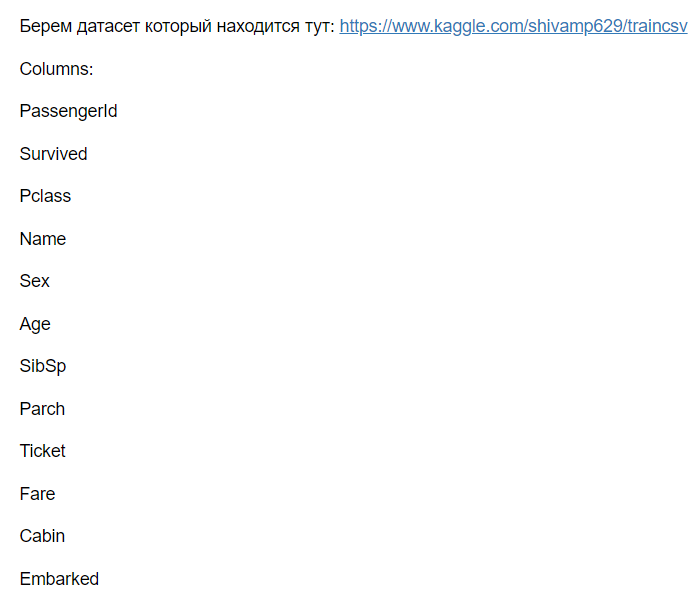 Берем датасет который находится тут: https://www.kaggle.com/shivamp629/traincsv
Columns:
PassengerId
Survived
Pclass
Name
Sex
Age
SibSp
Parch
Ticket
Fare
Cabin
Embarked